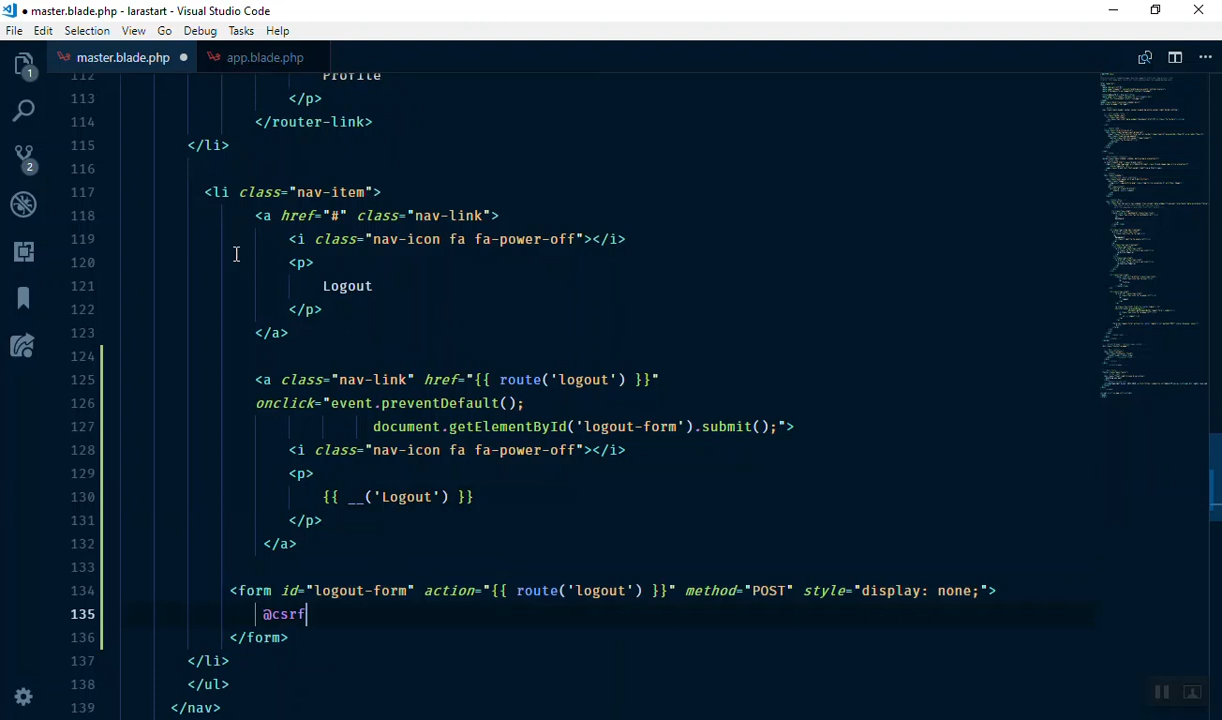 ● master.blade.php - larastart - Visual Studio Code
File Edit Selection View Go Debug Tasks Help
master.blade.php ● app.blade.php
1
2
112 Profile
113 </p>
114 </router-link>
115 </li>
116
117 <li class="nav-item">
118 <a href="#" class="nav-link">
119 <i class="nav-icon fa fa-power-off"></i>
120 <p>
121 Logout
122 </p>
123 </a>
124
125 <a class="nav-link" href="{{ route('logout') }}"
126 onclick="event.preventDefault();
127 document.getElementById('logout-form').submit();">
128 <i class="nav-icon fa fa-power-off"></i>
129 <p>
130 {{ __('Logout') }}
131 </p>
132 </a>
133
134 <form id="logout-form" action="{{ route('logout') }}" method="POST" style="display: none;">
135 @csrf
136 </form>
137 </li>
138 </ul>
139 </nav>